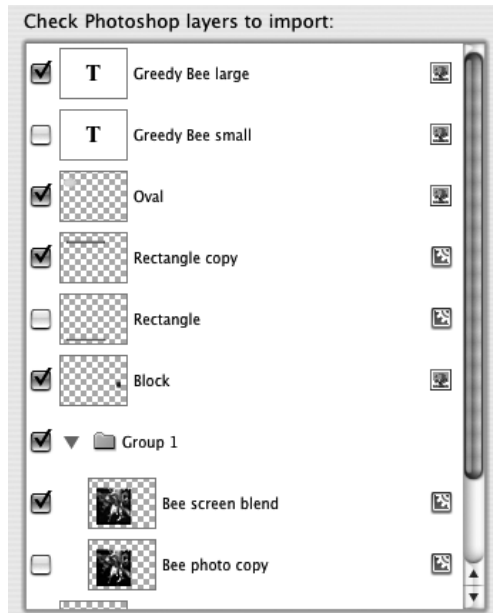 Check Photoshop layers to import:
T Greedy Bee large
T Greedy Bee small
Oval
Rectangle copy
Rectangle
Block
Group 1
Bee screen blend
Bee photo copy